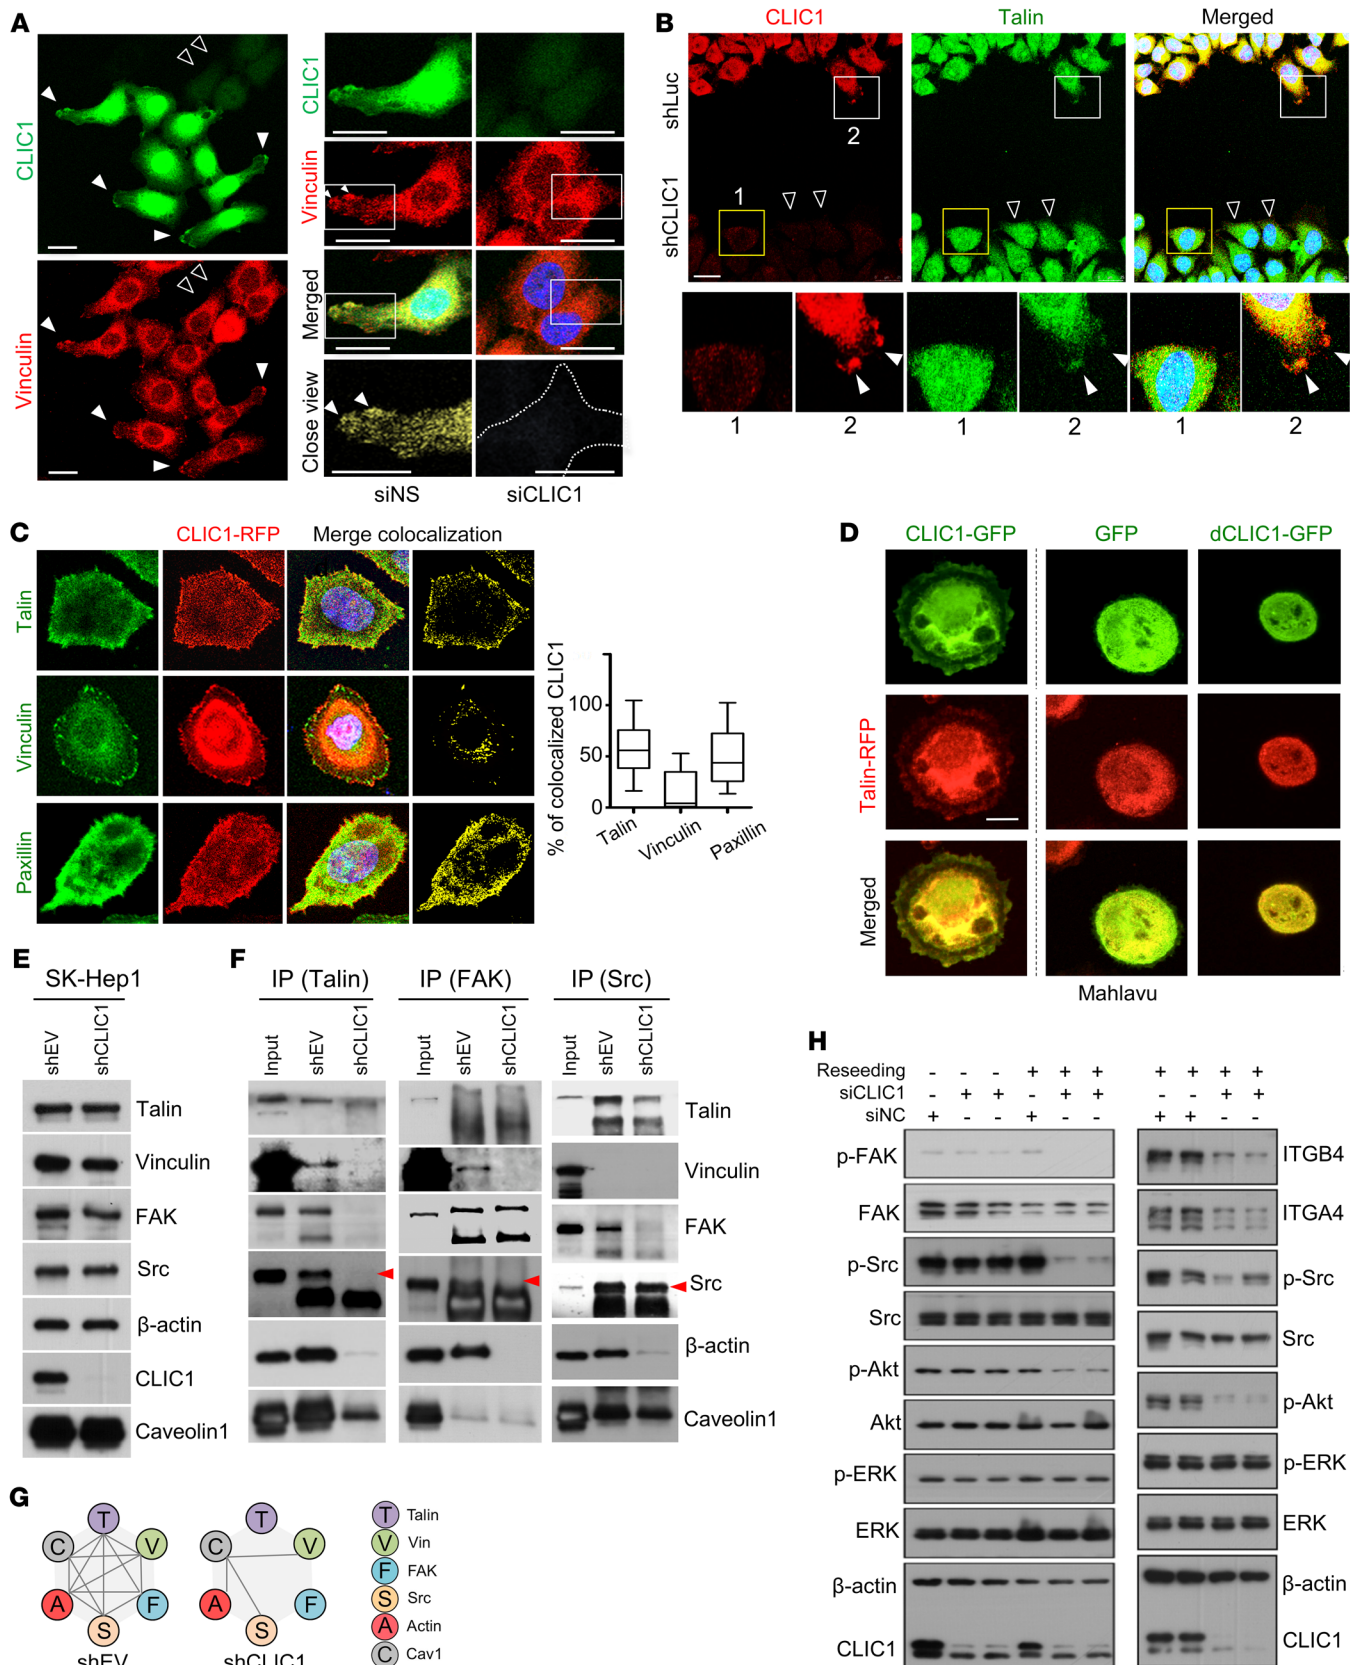 A
CLIC1
Vinculin
CLIC1
Vinculin
Merged
Close view
siNS
siCLIC1
B
CLIC1
Talin
Merged
shLuc
shCLIC1
2
1
1
2
1
2
1
2
C
CLIC1-RFP
Merge colocalization
Talin
Vinculin
Paxillin
% of colocalized CLIC1
100
50
0
Talin
Vinculin
Paxillin
D
CLIC1-GFP
GFP
dCLIC1-GFP
Talin-RFP
Merged
Mahlavu
E
SK-Hep1
shEV
shCLIC1
Talin
Vinculin
FAK
Src
β-actin
CLIC1
Caveolin1
F
IP (Talin)
IP (FAK)
IP (Src)
Input
shEV
shCLIC1
Input
shEV
shCLIC1
Input
shEV
shCLIC1
Talin
Vinculin
FAK
Src
β-actin
Caveolin1
G
T
V
F
S
A
C
shEV
T
V
F
S
A
C
shCLIC1
T Talin
V Vin
F FAK
S Src
A Actin
C Cav1
H
Reseeding - - - + + + + + + +
siCLIC1 - + + - + + - - + +
siNC + - - + - - + + - -
p-FAK
FAK
p-Src
Src
p-Akt
Akt
p-ERK
ERK
β-actin
CLIC1
ITGB4
ITGA4
p-Src
Src
p-Akt
p-ERK
ERK
β-actin
CLIC1